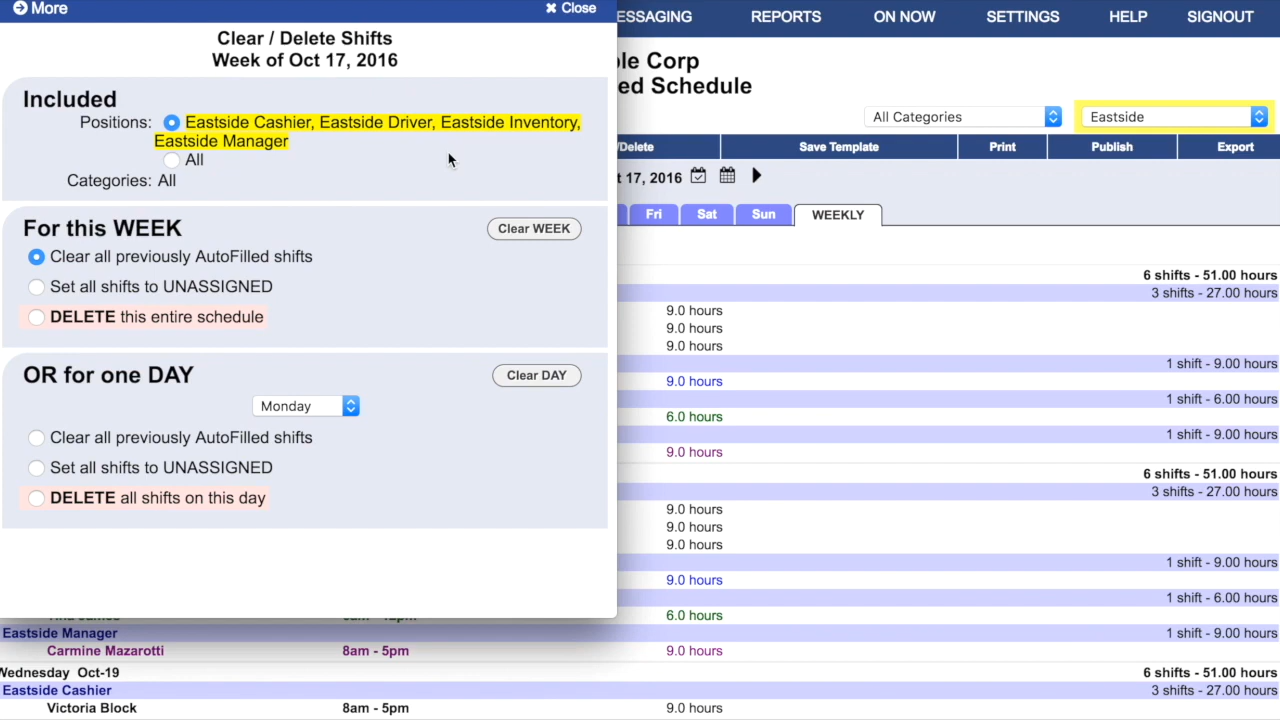 More
Close
Clear / Delete Shifts
Week of Oct 17, 2016
Included
Positions: Eastside Cashier, Eastside Driver, Eastside Inventory,
Eastside Manager
All
Categories: All
For this WEEK
Clear WEEK
Clear all previously AutoFilled shifts
Set all shifts to UNASSIGNED
DELETE this entire schedule
OR for one DAY
Clear DAY
Monday
Clear all previously AutoFilled shifts
Set all shifts to UNASSIGNED
DELETE all shifts on this day
ESSAGING REPORTS ON NOW SETTINGS HELP SIGNOUT
le Corp
ed Schedule
All Categories Eastside
/Delete Save Template Print Publish Export
t 17, 2016
Fri Sat Sun WEEKLY
6 shifts - 51.00 hours
3 shifts - 27.00 hours
9.0 hours
9.0 hours
9.0 hours
1 shift - 9.00 hours
9.0 hours
1 shift - 6.00 hours
6.0 hours
1 shift - 9.00 hours
9.0 hours
6 shifts - 51.00 hours
3 shifts - 27.00 hours
9.0 hours
9.0 hours
9.0 hours
1 shift - 9.00 hours
9.0 hours
1 shift - 6.00 hours
6.0 hours
Eastside Manager 1 shift - 9.00 hours
Carmine Mazarotti 8am - 5pm 9.0 hours
Wednesday Oct-19 6 shifts - 51.00 hours
Eastside Cashier 3 shifts - 27.00 hours
Victoria Block 8am - 5pm 9.0 hours